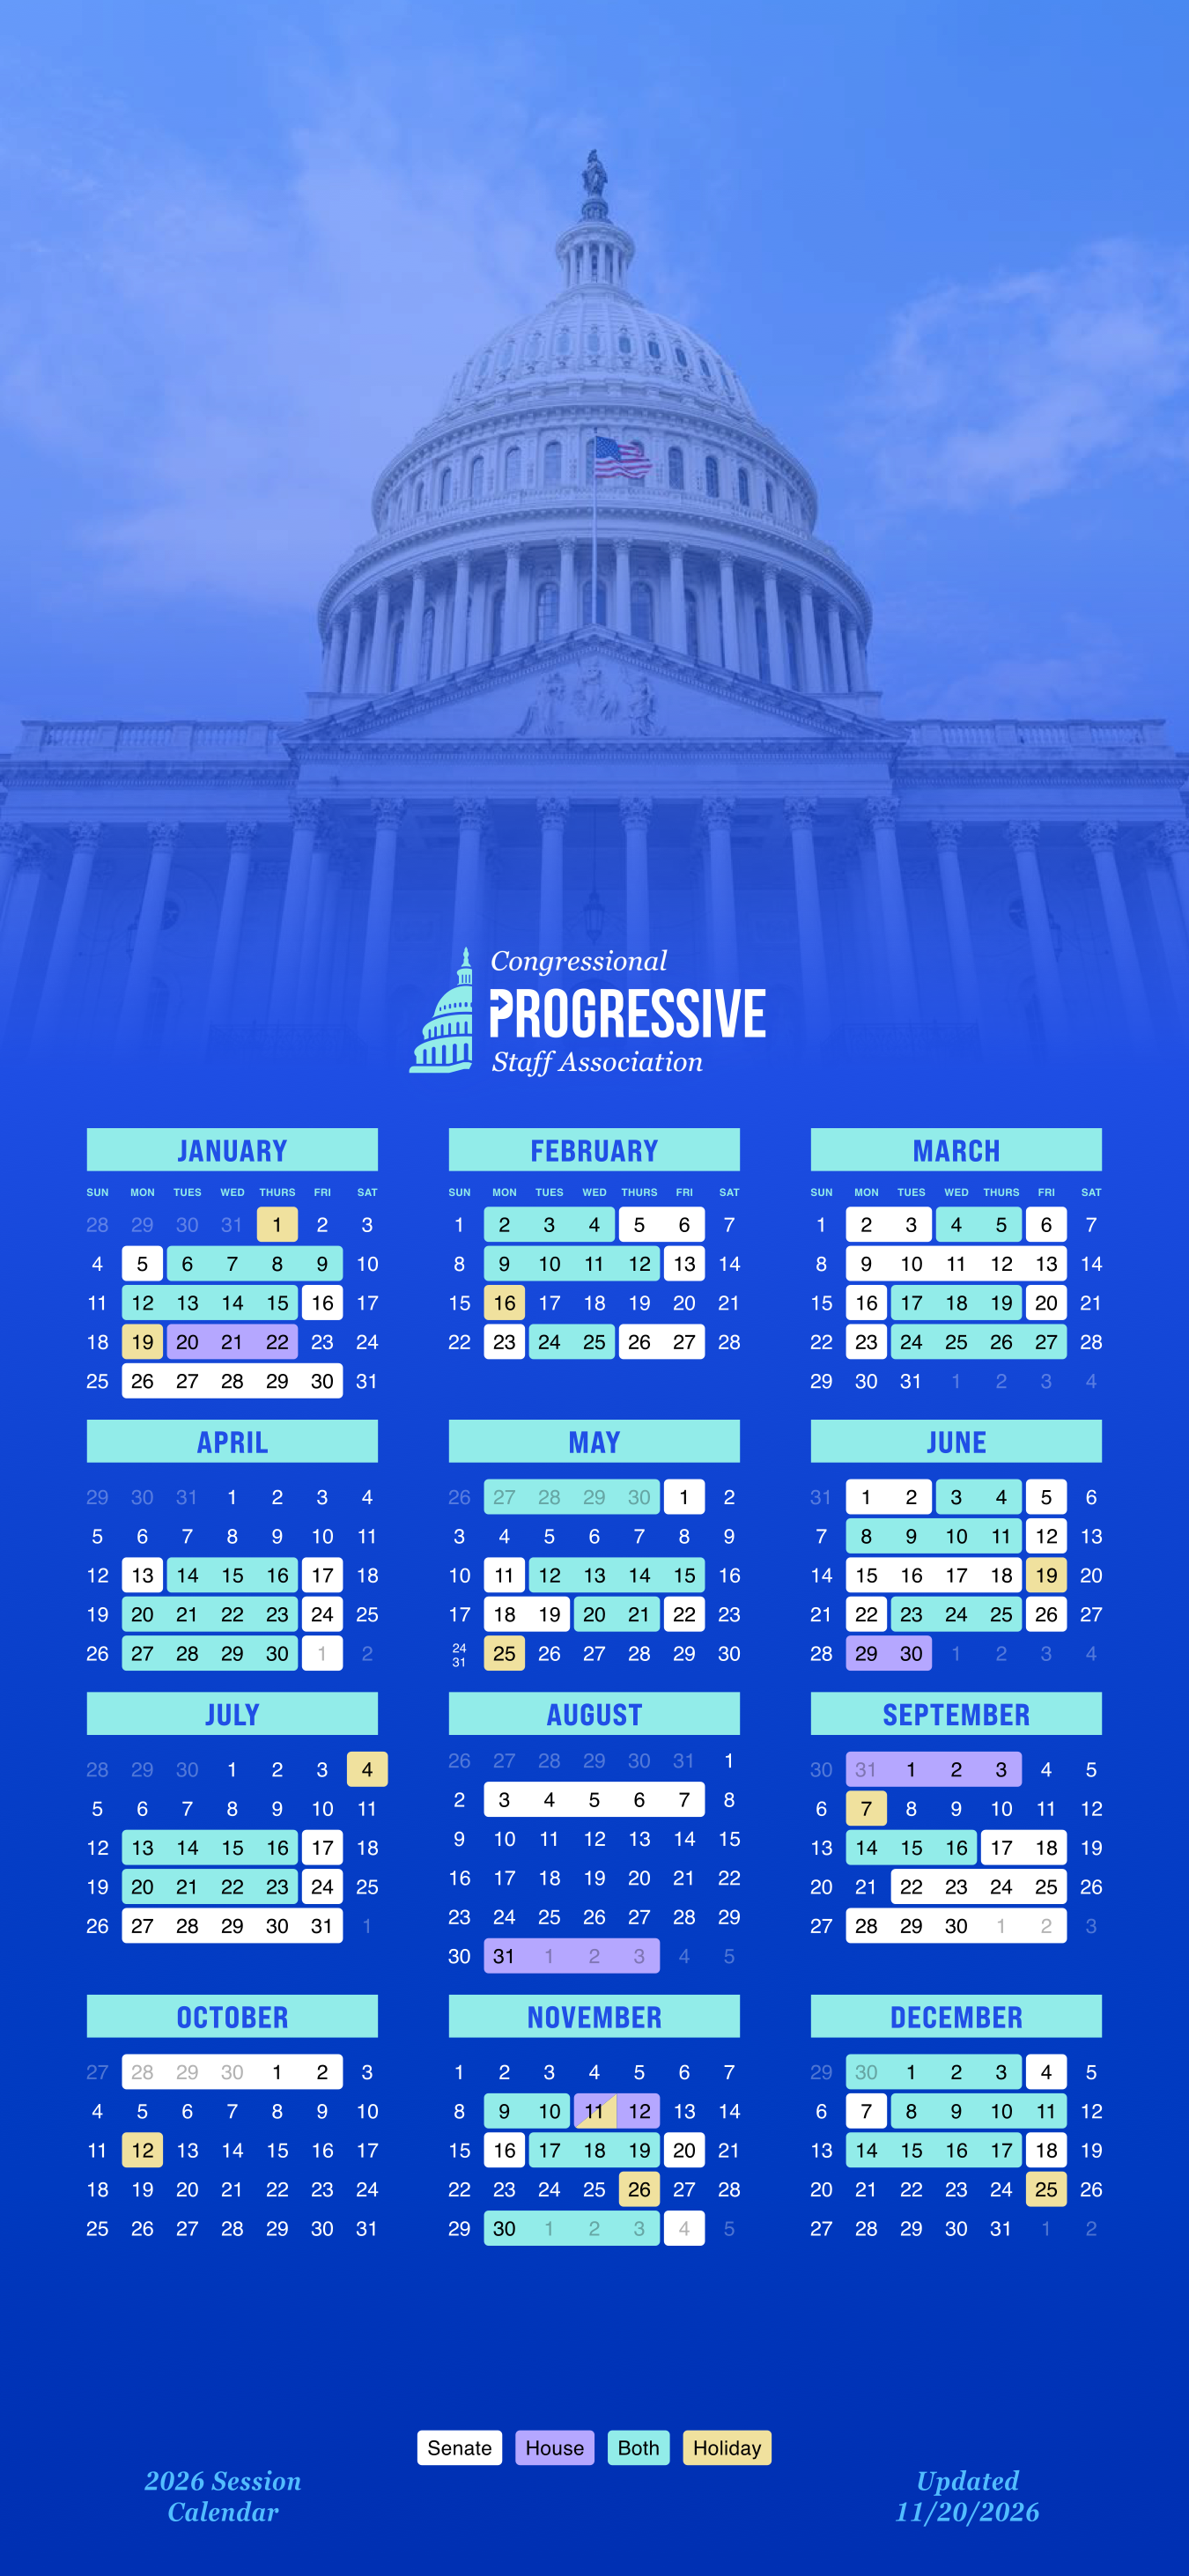 Congressional
PROGRESSIVE
Staff Association
JANUARY
SUN MON TUES WED THURS FRI SAT
28 29 30 31 1 2 3
4 5 6 7 8 9 10
11 12 13 14 15 16 17
18 19 20 21 22 23 24
25 26 27 28 29 30 31
FEBRUARY
SUN MON TUES WED THURS FRI SAT
1 2 3 4 5 6 7
8 9 10 11 12 13 14
15 16 17 18 19 20 21
22 23 24 25 26 27 28
MARCH
SUN MON TUES WED THURS FRI SAT
1 2 3 4 5 6 7
8 9 10 11 12 13 14
15 16 17 18 19 20 21
22 23 24 25 26 27 28
29 30 31 1 2 3 4
APRIL
29 30 31 1 2 3 4
5 6 7 8 9 10 11
12 13 14 15 16 17 18
19 20 21 22 23 24 25
26 27 28 29 30 1 2
MAY
26 27 28 29 30 1 2
3 4 5 6 7 8 9
10 11 12 13 14 15 16
17 18 19 20 21 22 23
24 31 25 26 27 28 29 30
JUNE
31 1 2 3 4 5 6
7 8 9 10 11 12 13
14 15 16 17 18 19 20
21 22 23 24 25 26 27
28 29 30 1 2 3 4
JULY
28 29 30 1 2 3 4
5 6 7 8 9 10 11
12 13 14 15 16 17 18
19 20 21 22 23 24 25
26 27 28 29 30 31 1
AUGUST
26 27 28 29 30 31 1
2 3 4 5 6 7 8
9 10 11 12 13 14 15
16 17 18 19 20 21 22
23 24 25 26 27 28 29
30 31 1 2 3 4 5
SEPTEMBER
30 31 1 2 3 4 5
6 7 8 9 10 11 12
13 14 15 16 17 18 19
20 21 22 23 24 25 26
27 28 29 30 1 2 3
OCTOBER
27 28 29 30 1 2 3
4 5 6 7 8 9 10
11 12 13 14 15 16 17
18 19 20 21 22 23 24
25 26 27 28 29 30 31
NOVEMBER
1 2 3 4 5 6 7
8 9 10 11 12 13 14
15 16 17 18 19 20 21
22 23 24 25 26 27 28
29 30 1 2 3 4 5
DECEMBER
29 30 1 2 3 4 5
6 7 8 9 10 11 12
13 14 15 16 17 18 19
20 21 22 23 24 25 26
27 28 29 30 31 1 2
Senate House Both Holiday
2026 Session
Calendar
Updated
11/20/2026